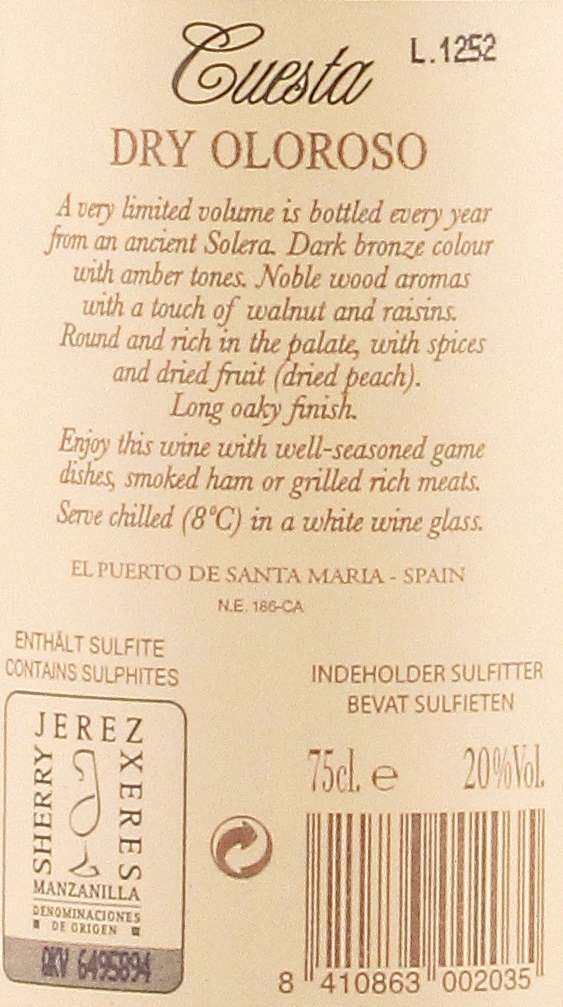 Cuesta
L.1252
DRY OLOROSO
A very limited volume is bottled every year
from an ancient Solera. Dark bronze colour
with amber tones. Noble wood aromas
with a touch of walnut and raisins.
Round and rich in the palate, with spices
and dried fruit (dried peach).
Long oaky finish.
Enjoy this wine with well-seasoned game
dishes, smoked ham or grilled rich meats.
Serve chilled (8°C) in a white wine glass.
EL PUERTO DE SANTA MARIA - SPAIN
N.E. 186-CA
ENTHÄLT SULFITE
CONTAINS SULPHITES
INDEHOLDER SULFITTER
BEVAT SULFIETEN
JEREZ
XERES
SHERRY
MANZANILLA
DENOMINACIONES
DE ORIGEN
QKV 6495894
75cl. e 20%Vol.
8 410863 002035